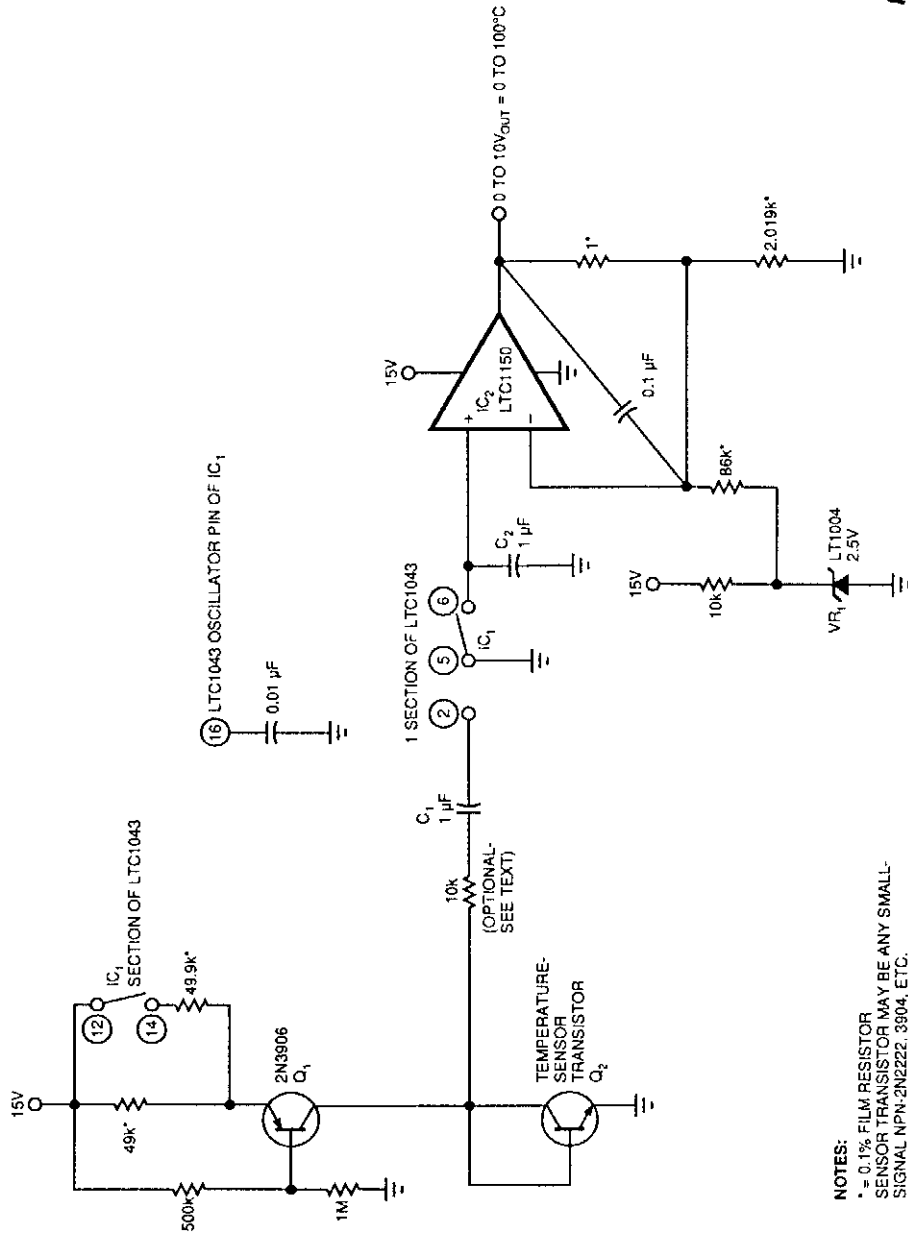 15V
500k
49k*
12
14
IC1
SECTION OF LTC1043
49.9k*
1M
2N3906
Q1
16 LTC1043 OSCILLATOR PIN OF IC1
0.01 µF
TEMPERATURE-
SENSOR
TRANSISTOR
Q2
10k
(OPTIONAL-
SEE TEXT)
C1
1 µF
1 SECTION OF LTC1043
2
5
6
IC1
C2
1 µF
15V
+
IC2
LTC1150
-
0 TO 10VOUT = 0 TO 100°C
0.1 µF
1*
2.019k*
86k*
15V
10k
VR1
LT1004
2.5V
NOTES:
* = 0.1% FILM RESISTOR
SENSOR TRANSISTOR MAY BE ANY SMALL-
SIGNAL NPN-2N2222, 3904, ETC.